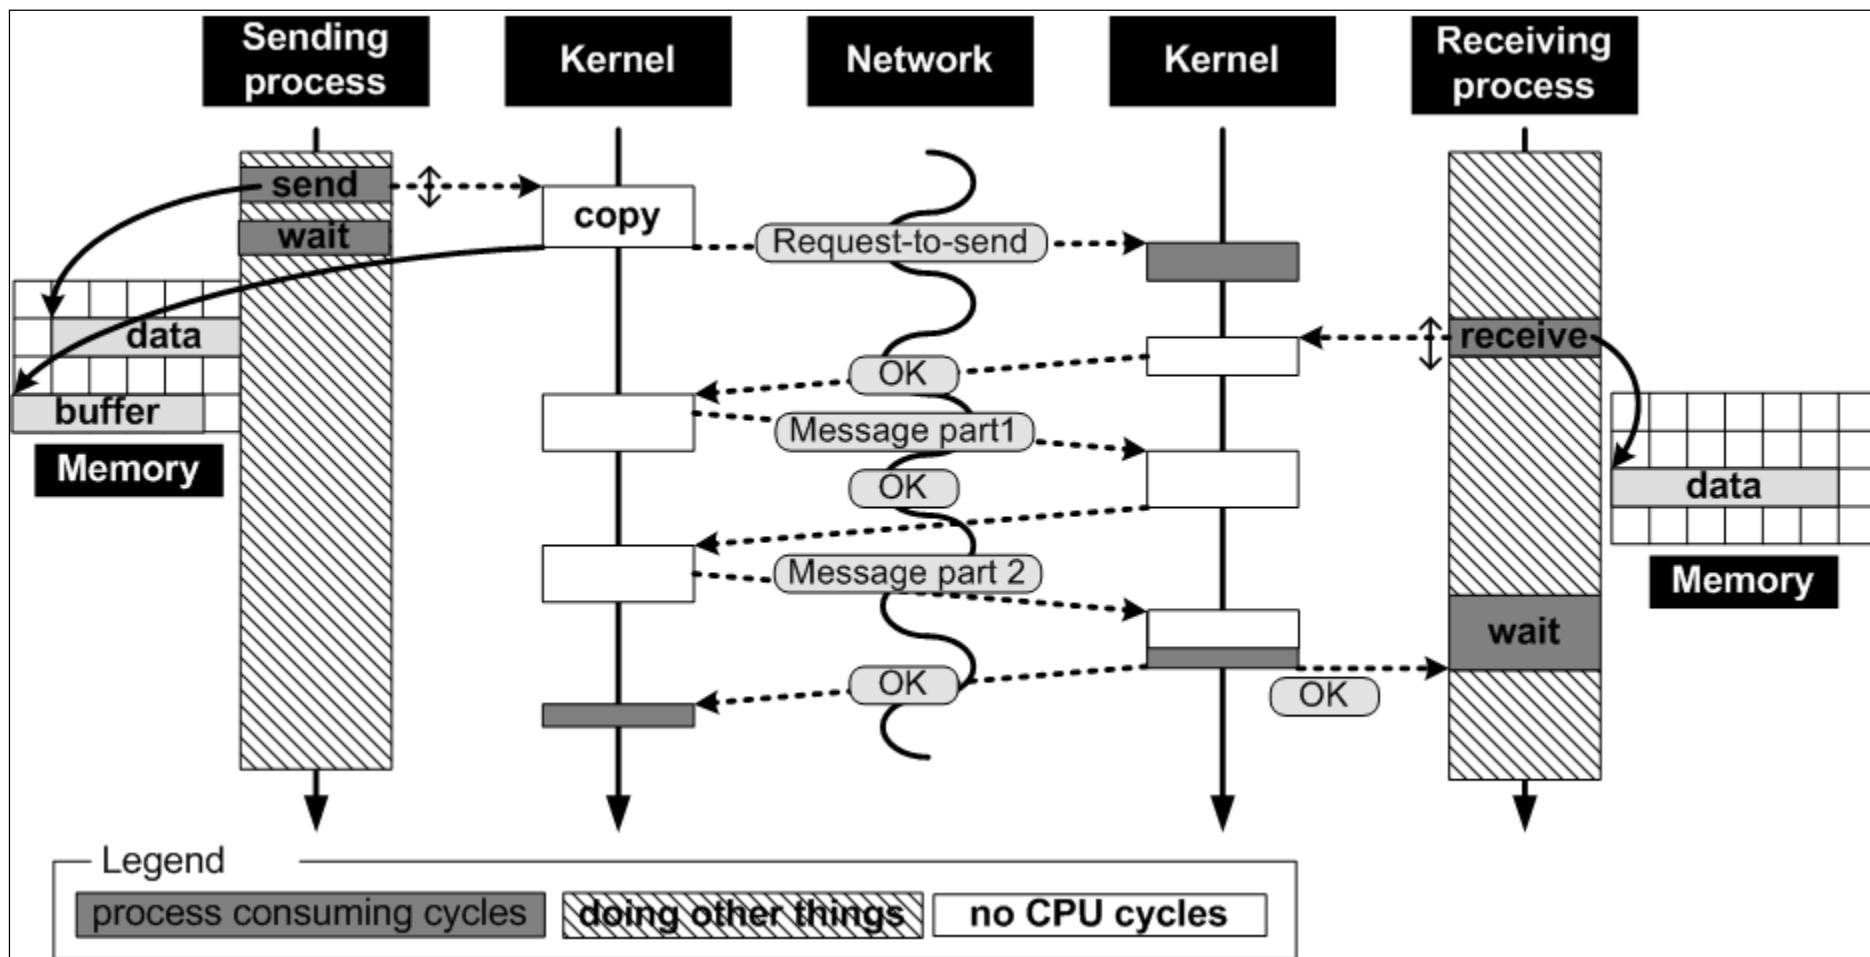 Sending
process
Kernel
Network
Kernel
Receiving
process
send
copy
wait
Request-to-send
data
receive
OK
buffer
Message part1
Memory
OK
data
Message part 2
Memory
wait
OK
OK
Legend
process consuming cycles
doing other things
no CPU cycles